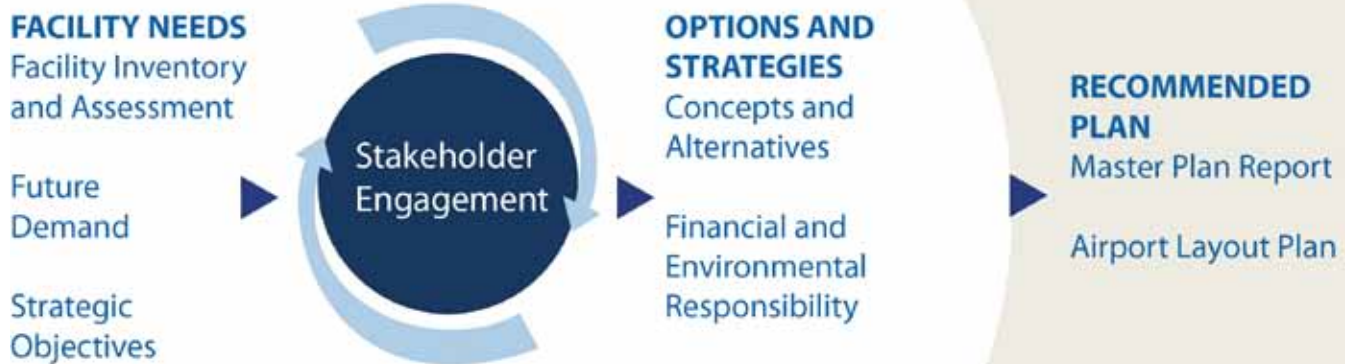 FACILITY NEEDS
Facility Inventory
and Assessment
Future
Demand
Strategic
Objectives
Stakeholder
Engagement
OPTIONS AND
STRATEGIES
Concepts and
Alternatives
Financial and
Environmental
Responsibility
RECOMMENDED
PLAN
Master Plan Report
Airport Layout Plan